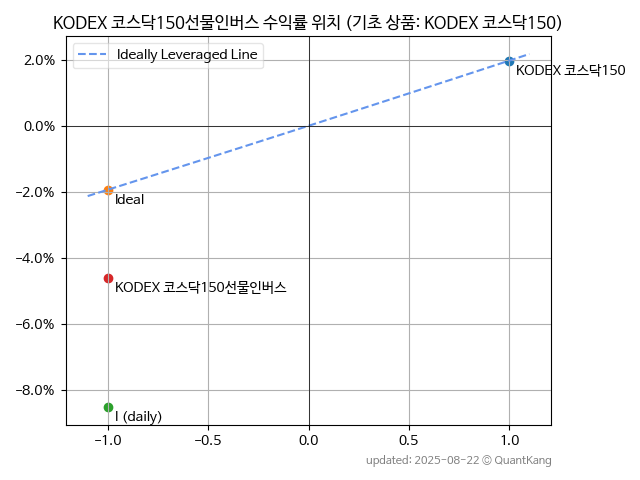 KODEX 코스닥150선물인버스 수익률 위치 (기초 상품: KODEX 코스닥150)
Ideally Leveraged Line
2.0%
KODEX 코스닥150
0.0%
−2.0%
Ideal
−4.0%
KODEX 코스닥150선물인버스
−6.0%
−8.0%
I (daily)
−1.0 −0.5 0.0 0.5 1.0
updated: 2025-08-22 © QuantKang